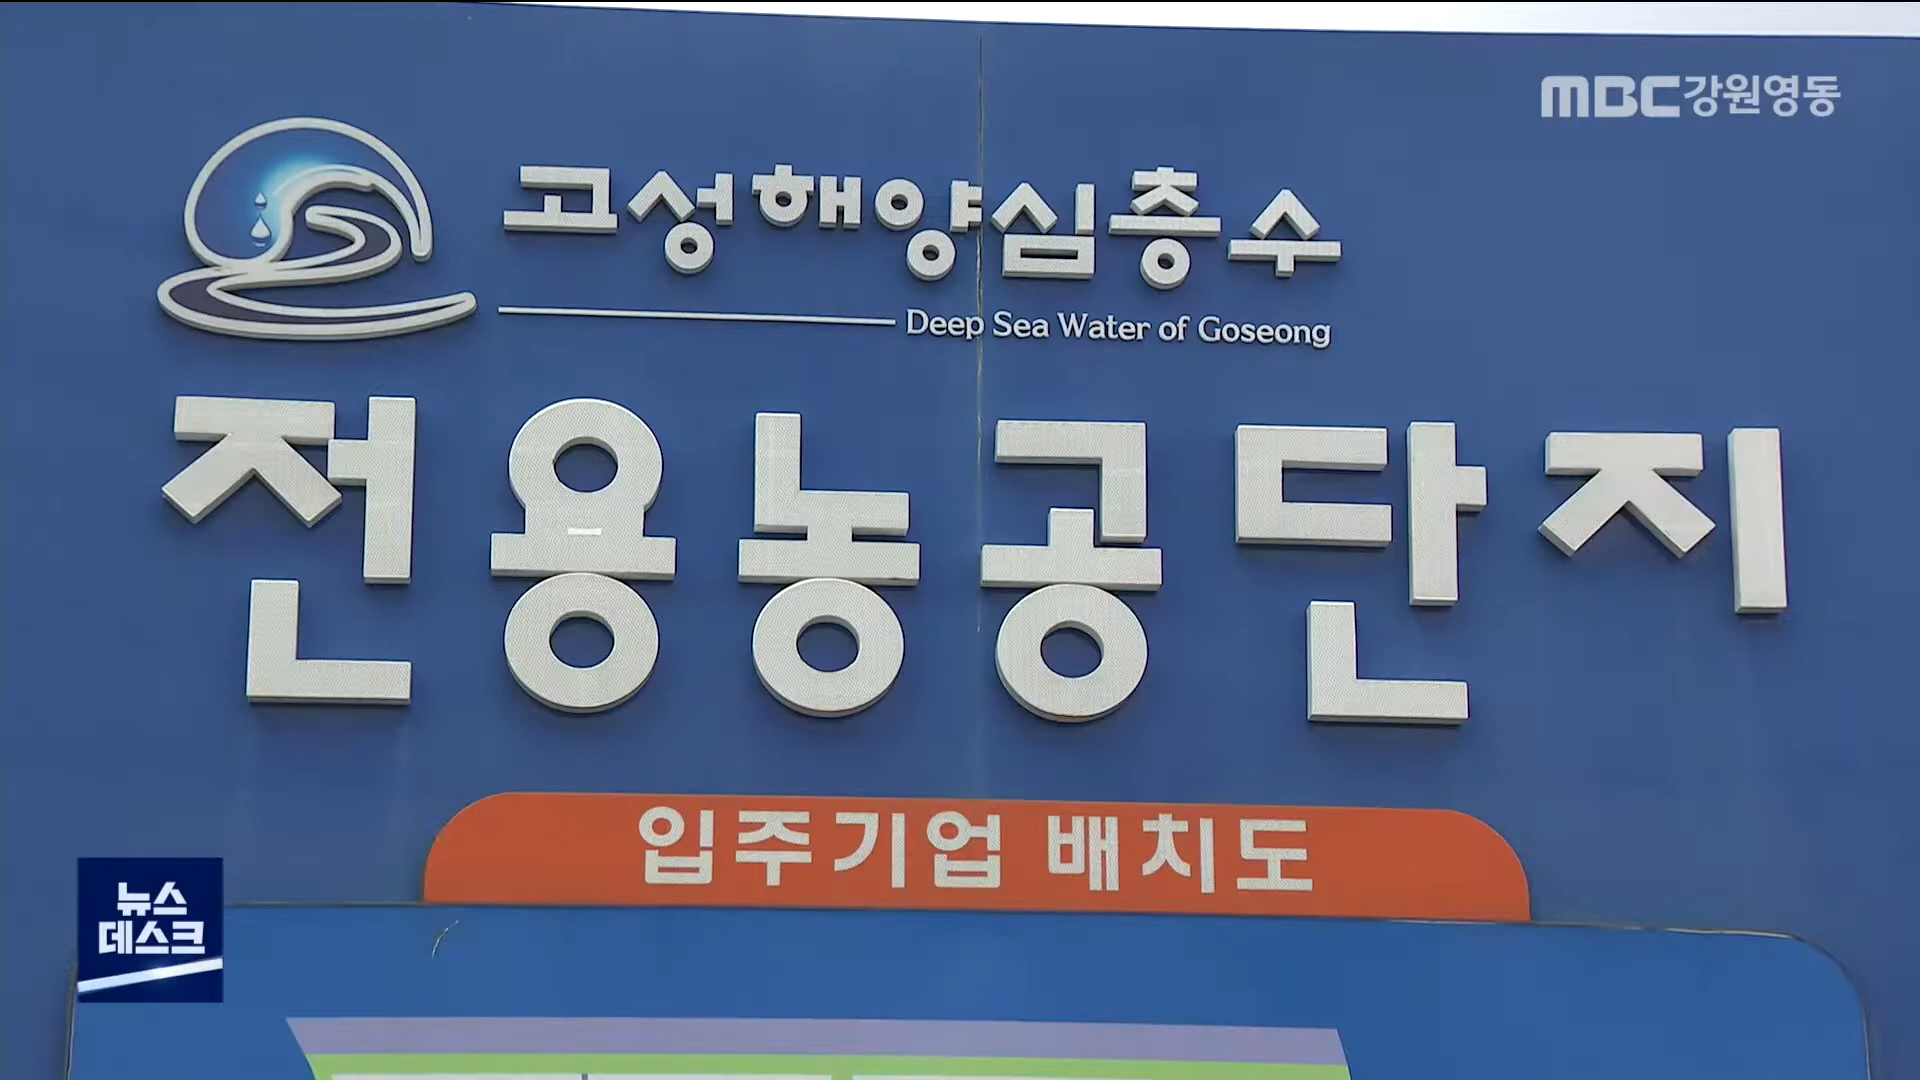 MBC강원영동
고성해양심층수
Deep Sea Water of Goseong
전용농공단지
입주기업 배치도
뉴스
데스크